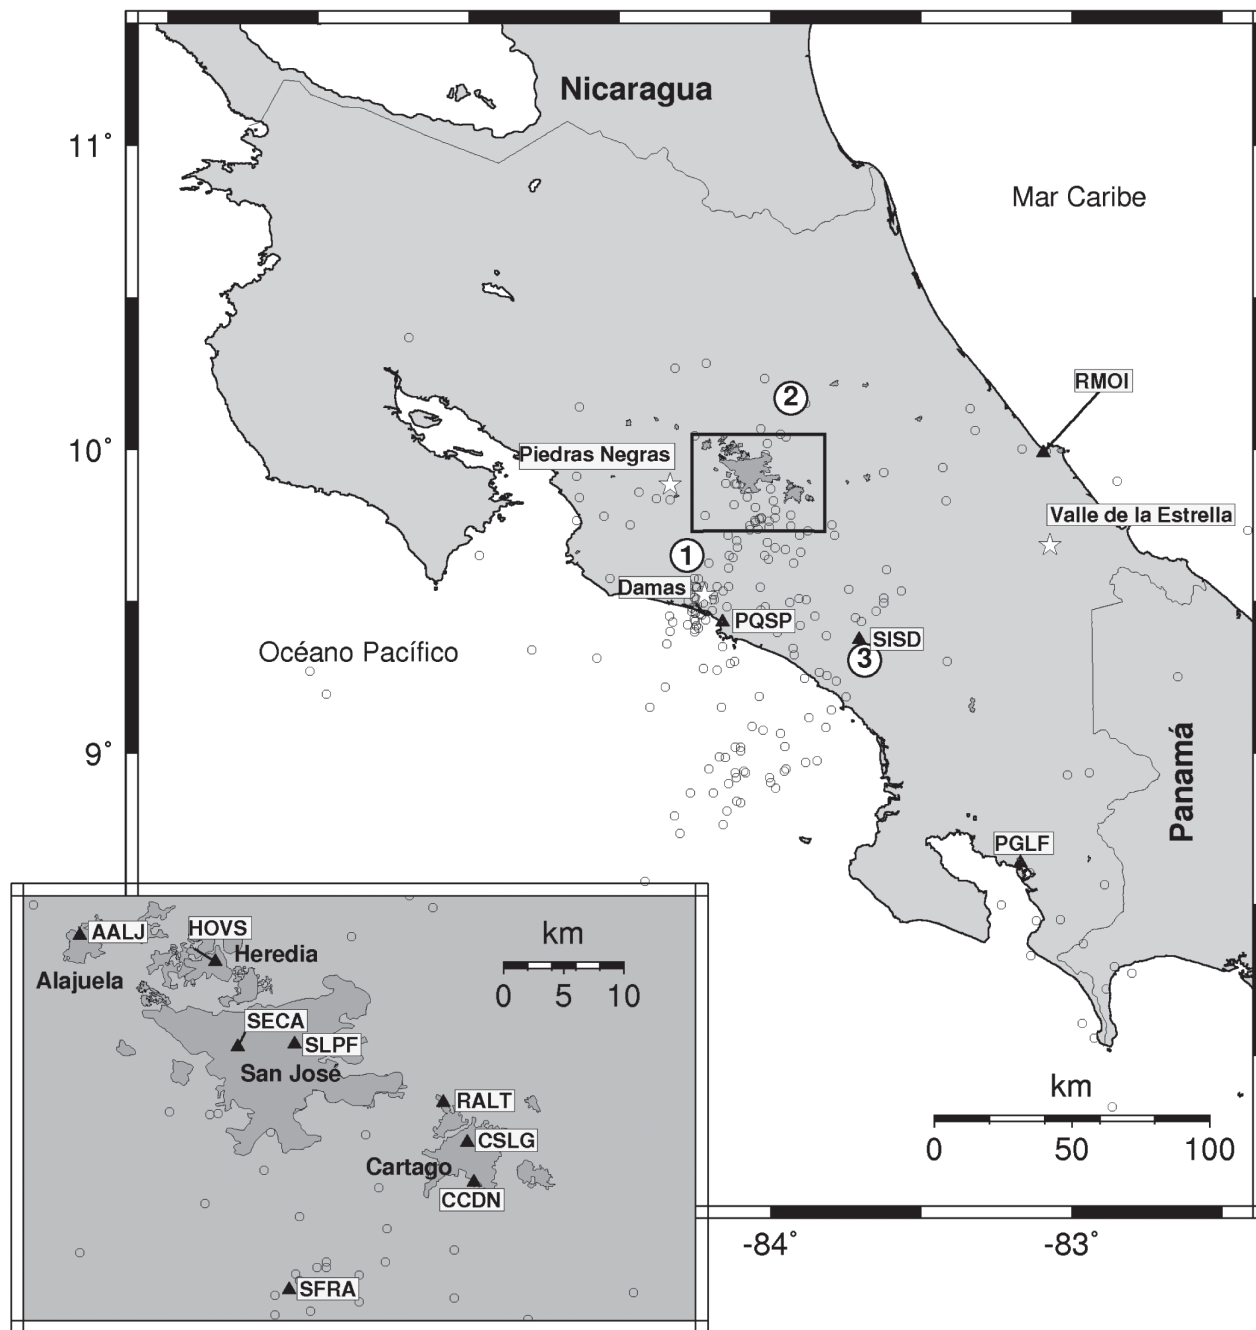 Nicaragua
11°
Mar Caribe
RMOI
2
10°
Piedras Negras
Valle de la Estrella
1
Damas
PQSP
SISD
3
Océano Pacífico
9°
Panamá
PGLF
km
0 50 100
-84° -83°
AALJ
HOVS
Heredia
Alajuela
km
0 5 10
SECA
SLPF
San José
RALT
CSLG
Cartago
CCDN
SFRA